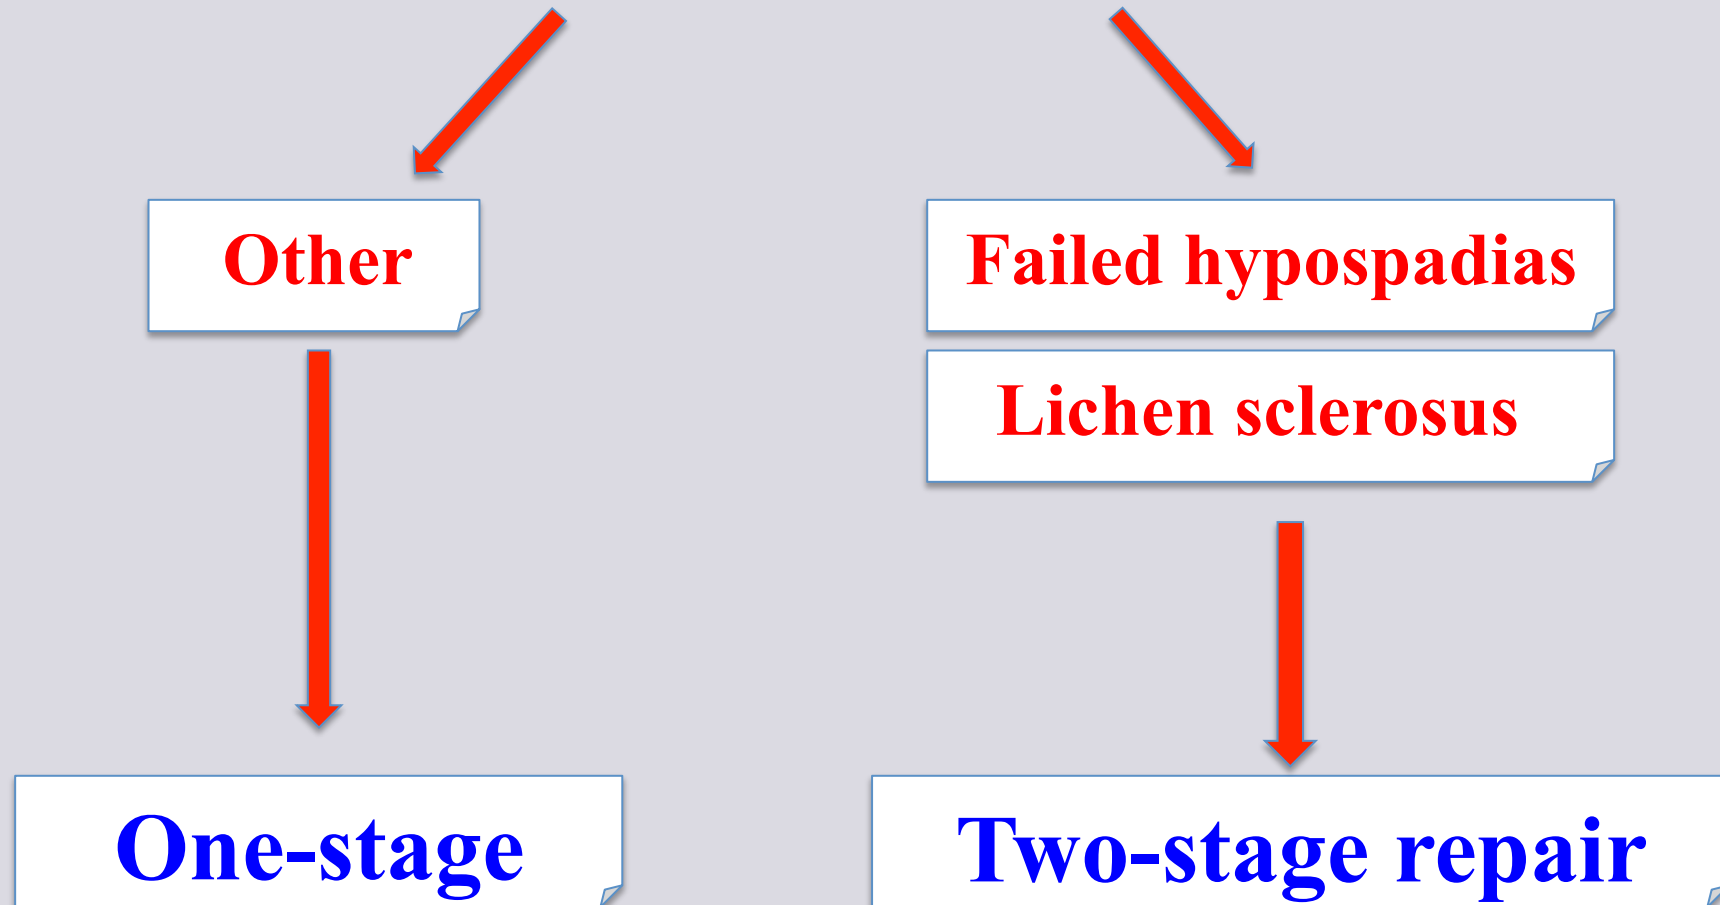 Other
Failed hypospadias
Lichen sclerosus
One-stage
Two-stage repair